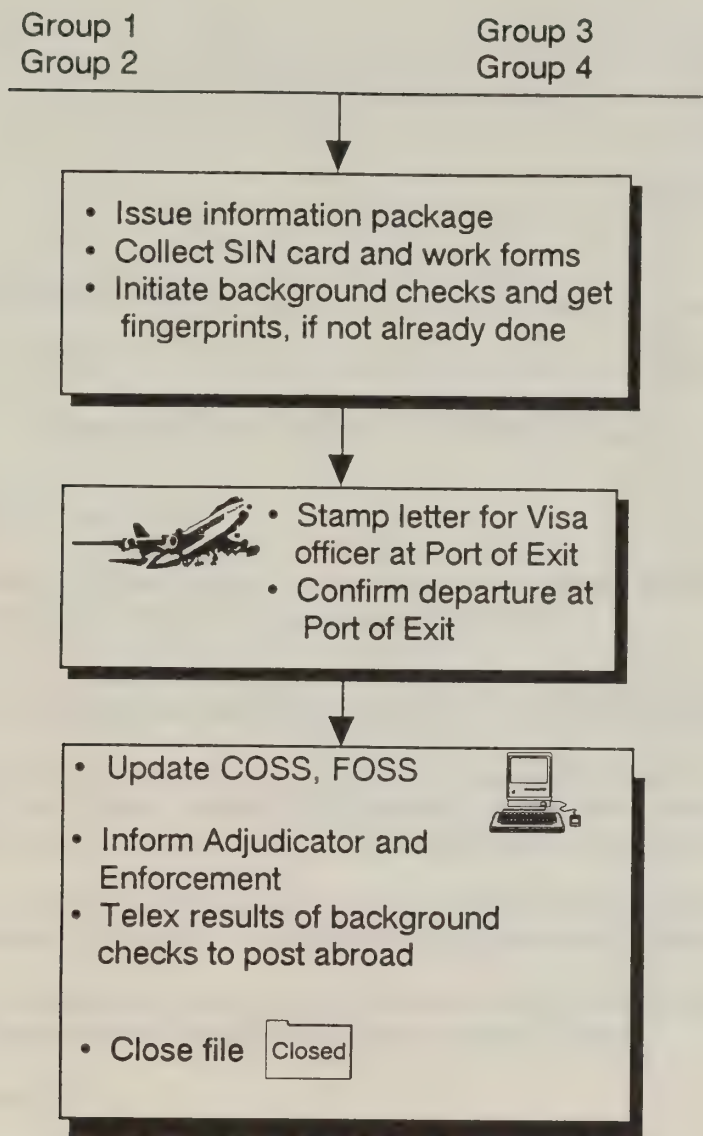 Group 1
Group 2
Group 3
Group 4
• Issue information package
• Collect SIN card and work forms
• Initiate background checks and get
fingerprints, if not already done
• Stamp letter for Visa
officer at Port of Exit
• Confirm departure at
Port of Exit
• Update COSS, FOSS
• Inform Adjudicator and
Enforcement
• Telex results of background
checks to post abroad
• Close file
Closed